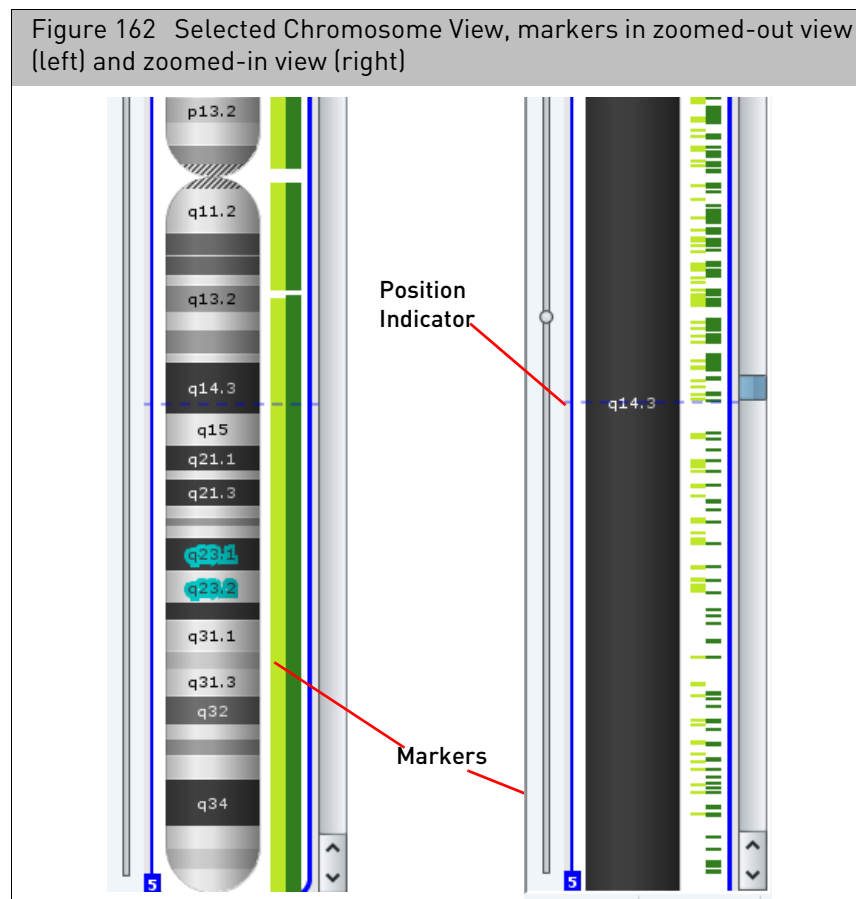 Figure 162 Selected Chromosome View, markers in zoomed-out view
(left) and zoomed-in view (right)
p13.2
q11.2
q13.2
Position
Indicator
q14.3
q14.3
q15
q21.1
q21.3
q23.1
q23.2
q31.1
q31.3
q32
Markers
q34
5
5